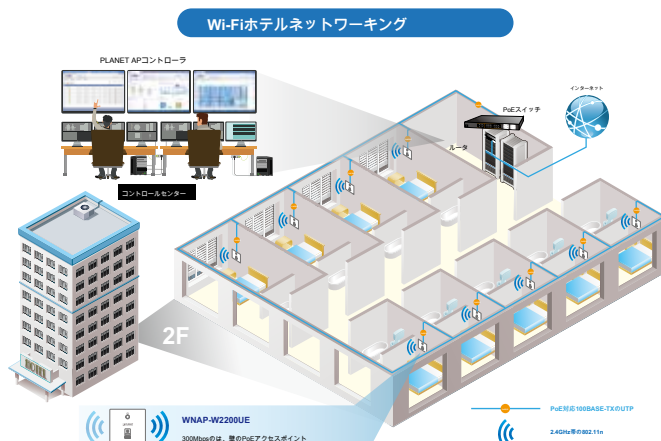 Wi-Fiホテルネットワーキング
PLANET APコントローラ
インターネット
PoEスイッチ
ルータ
コントロールセンター
HOTEL
2F
WNAP-W2200UE
300Mbpsのは、壁のPoEアクセスポイント
PoE対応100BASE-TXのUTP
2.4GHz帯の802.11n